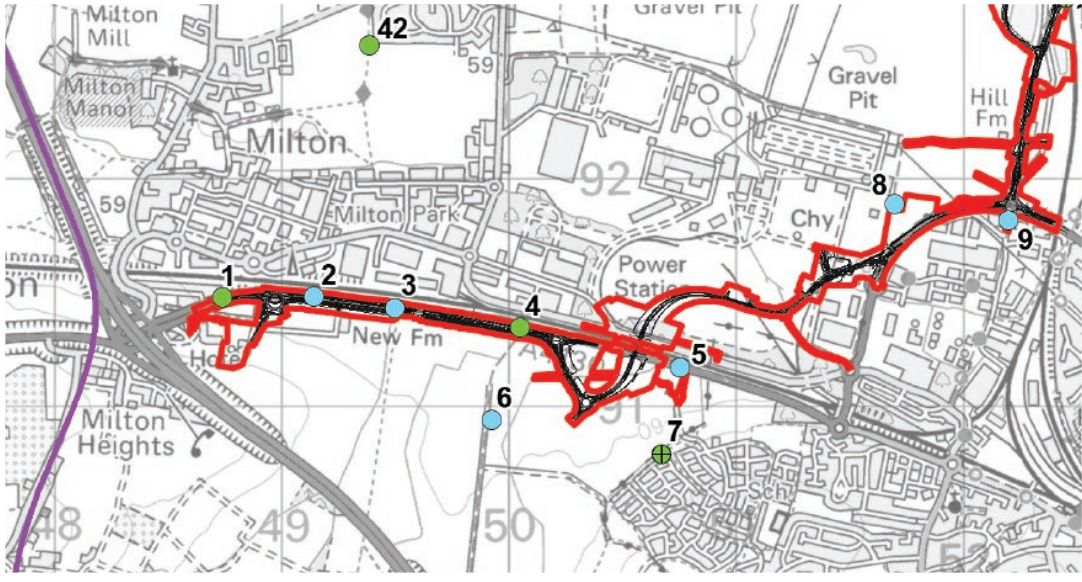 Milton
Mill
42
59
Gravel Pit
Milton
Manor
Milton
Gravel
Pit
Hill
Fm
92
8
59
Milton Park
Chy
9
Power
Station
1
2
3
4
New Fm
Hotel
5
6
91
7
Milton
Heights
Sch
48
49
50